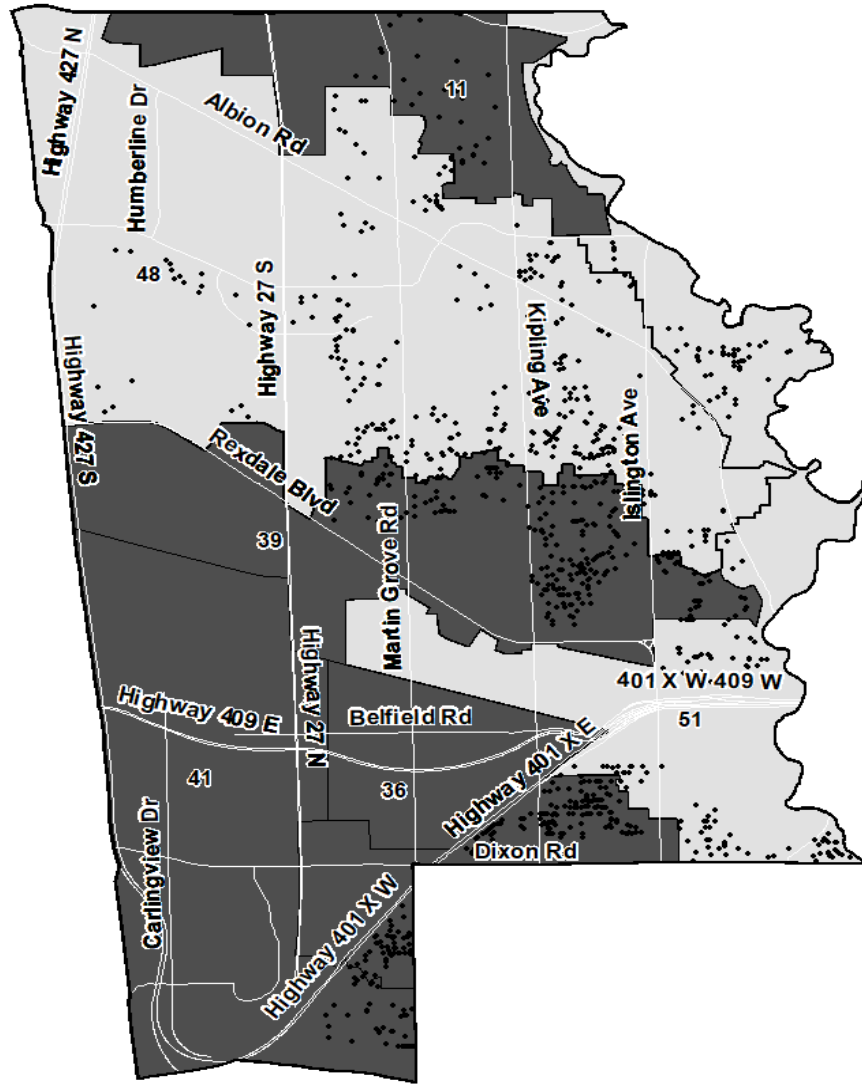 Highway 427 N
Humberline Dr
Albion Rd
11
48
Highway 27 S
Kipling Ave
Highway 427 S
Islington Ave
Rexdale Blvd
39
Martin Grove Rd
Highway 27 N
401 X W 409 W
Highway 409 E
Belfield Rd
51
41
36
Highway 401 X E
Carlingview Dr
Dixon Rd
Highway 401 X W